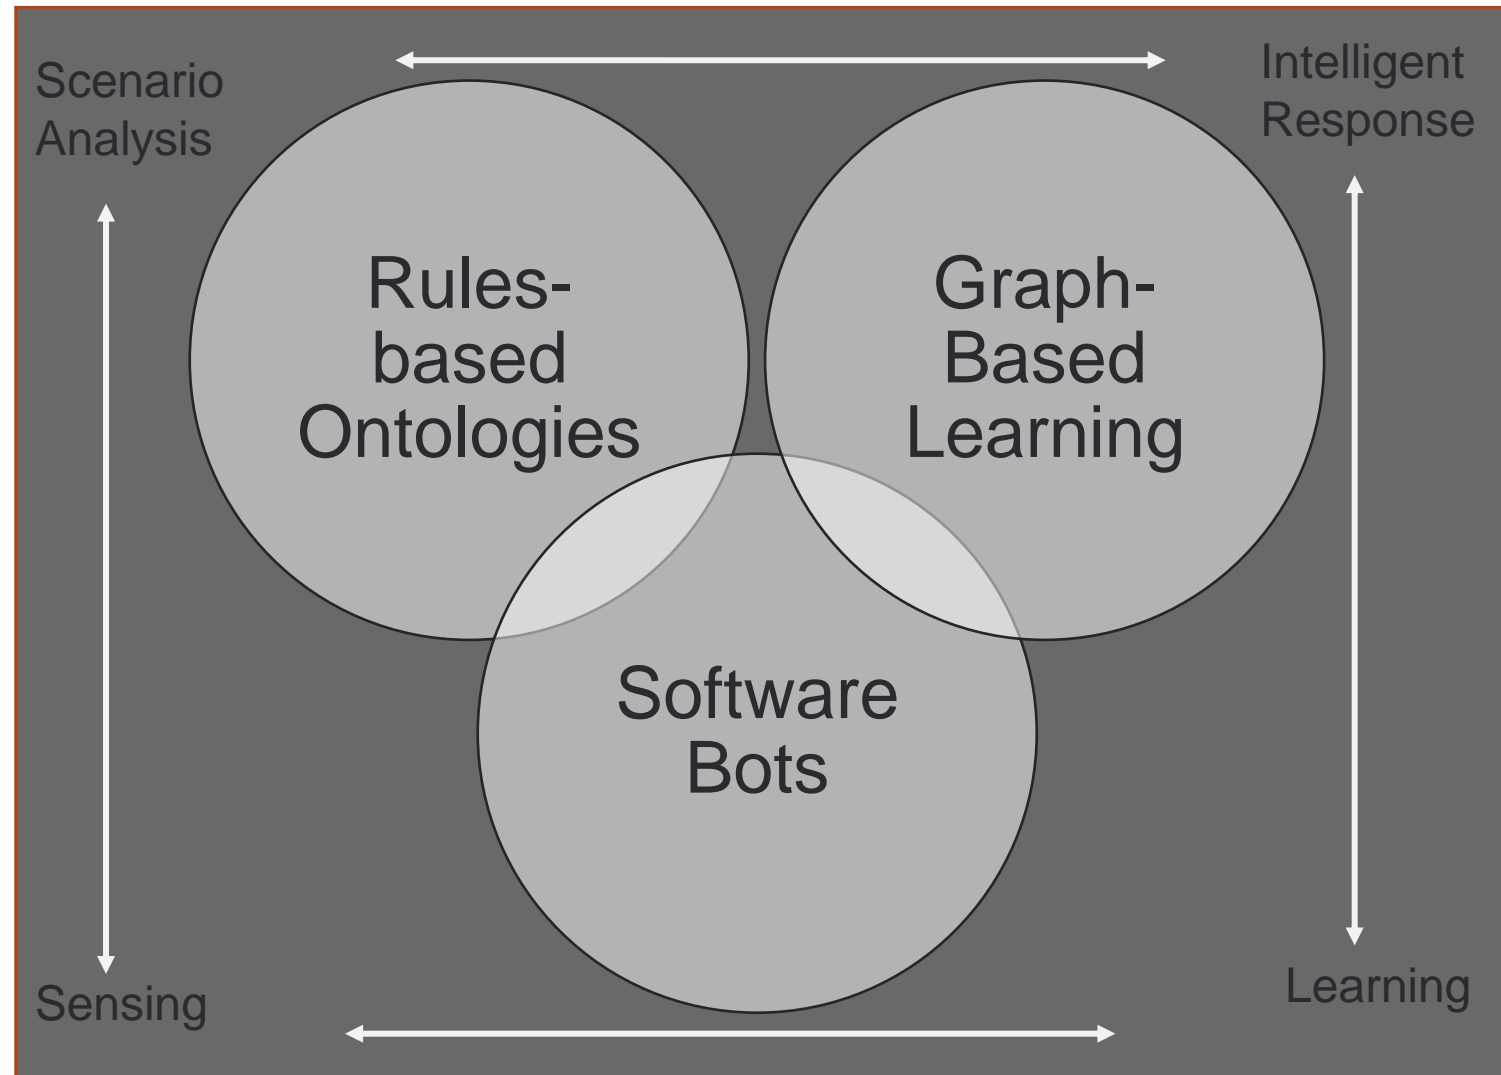 Scenario
Analysis
Intelligent
Response
Rules-
based
Ontologies
Graph-
Based
Learning
Software
Bots
Sensing
Learning